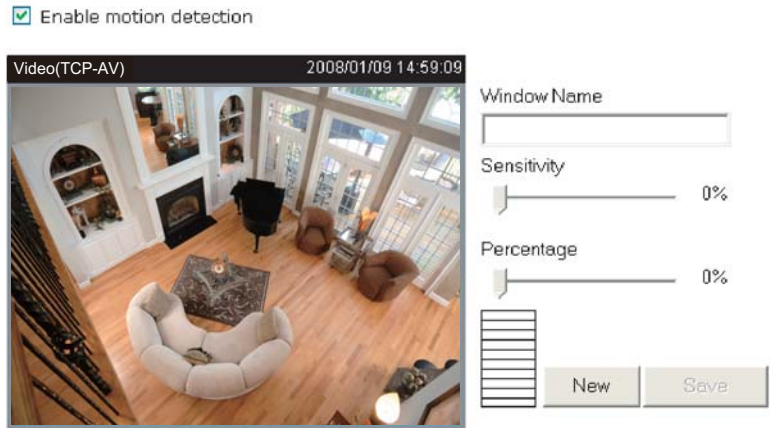 Enable motion detection
Video(TCP-AV) 2008/01/09 14:59:09
Window Name
Sensitivity
0%
Percentage
0%
New Save